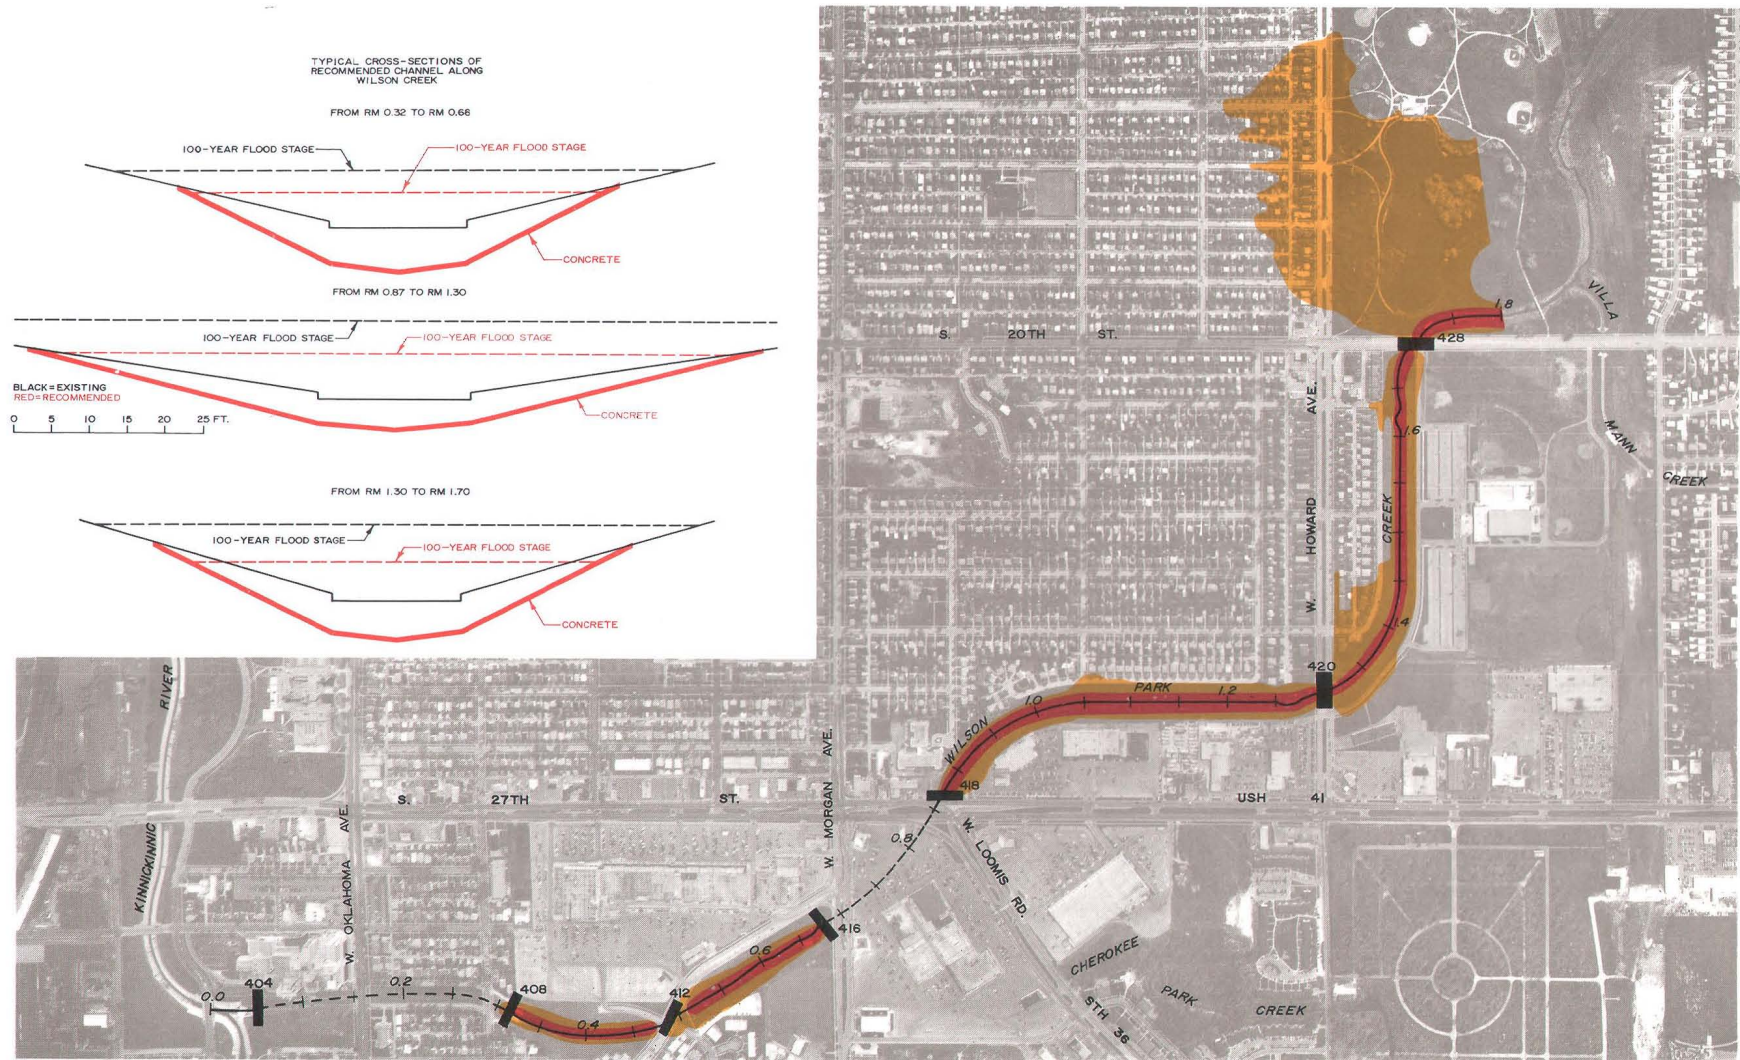 TYPICAL CROSS-SECTIONS OF
RECOMMENDED CHANNEL ALONG
WILSON CREEK
FROM RM 0.32 TO RM 0.68
100-YEAR FLOOD STAGE
100-YEAR FLOOD STAGE
CONCRETE
FROM RM 0.87 TO RM 1.30
100-YEAR FLOOD STAGE
100-YEAR FLOOD STAGE
BLACK=EXISTING
RED=RECOMMENDED
0 5 10 15 20 25 FT.
CONCRETE
FROM RM 1.30 TO RM 1.70
100-YEAR FLOOD STAGE
100-YEAR FLOOD STAGE
CONCRETE
1.8
VILLA
MANN
CREEK
S. 20TH ST.
428
W. HOWARD AVE.
1.6
CREEK
1.4
420
PARK
1.2
1.0
WILSON
418
RIVER
KINNICKINNIC
W. OKLAHOMA AVE.
S. 27TH ST.
W. MORGAN AVE.
USH 41
0.8
W. LOOMIS RD.
STH 36
CHEROKEE
PARK
CREEK
416
0.6
412
0.4
408
0.2
404
0.0